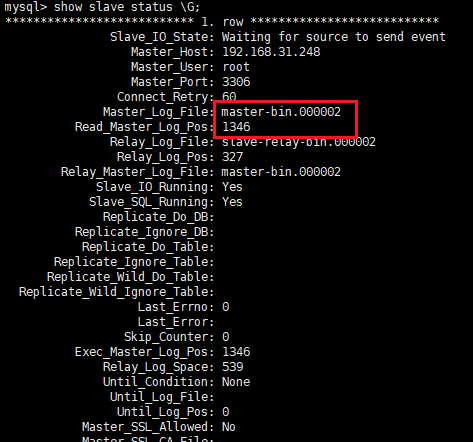 mysql> show slave status \G;
*************************** 1. row ***************************
Slave_IO_State: Waiting for source to send event
Master_Host: 192.168.31.248
Master_User: root
Master_Port: 3306
Connect_Retry: 60
Master_Log_File: master-bin.000002
Read_Master_Log_Pos: 1346
Relay_Log_File: slave-relay-bin.000002
Relay_Log_Pos: 327
Relay_Master_Log_File: master-bin.000002
Slave_IO_Running: Yes
Slave_SQL_Running: Yes
Replicate_Do_DB:
Replicate_Ignore_DB:
Replicate_Do_Table:
Replicate_Ignore_Table:
Replicate_Wild_Do_Table:
Replicate_Wild_Ignore_Table:
Last_Errno: 0
Last_Error:
Skip_Counter: 0
Exec_Master_Log_Pos: 1346
Relay_Log_Space: 539
Until_Condition: None
Until_Log_File:
Until_Log_Pos: 0
Master_SSL_Allowed: No
Master_SSL_CA_File: